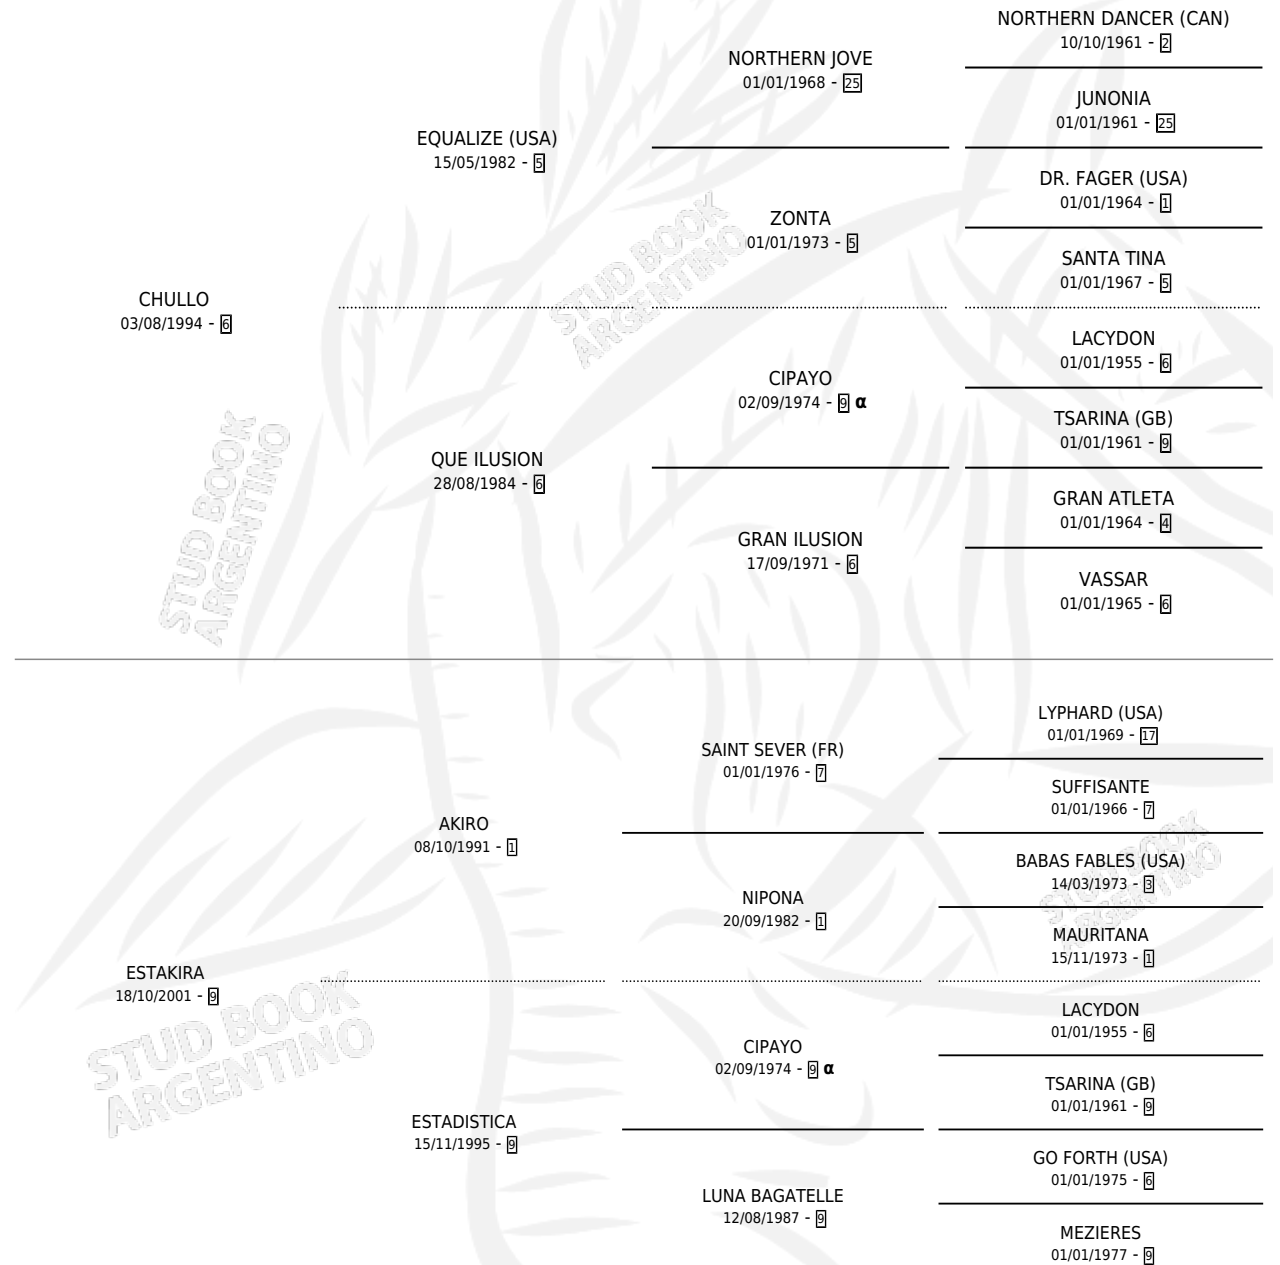 NORTHERN DANCER (CAN)
10/10/1961 - 2
NORTHERN JOVE
01/01/1968 - 25
JUNONIA
01/01/1961 - 25
EQUALIZE (USA)
15/05/1982 - 5
DR. FAGER (USA)
01/01/1964 - 1
ZONTA
01/01/1973 - 5
SANTA TINA
01/01/1967 - 5
CHULLO
03/08/1994 - 6
LACYDON
01/01/1955 - 6
CIPAYO
02/09/1974 - 9 α
TSARINA (GB)
01/01/1961 - 9
QUE ILUSION
28/08/1984 - 6
GRAN ATLETA
01/01/1964 - 4
GRAN ILUSION
17/09/1971 - 6
VASSAR
01/01/1965 - 6
LYPHARD (USA)
01/01/1969 - 17
SAINT SEVER (FR)
01/01/1976 - 7
SUFFISANTE
01/01/1966 - 7
AKIRO
08/10/1991 - 1
BABAS FABLES (USA)
14/03/1973 - 3
NIPONA
20/09/1982 - 1
MAURITANA
15/11/1973 - 1
ESTAKIRA
18/10/2001 - 9
LACYDON
01/01/1955 - 6
CIPAYO
02/09/1974 - 9 α
TSARINA (GB)
01/01/1961 - 9
ESTADISTICA
15/11/1995 - 9
GO FORTH (USA)
01/01/1975 - 6
LUNA BAGATELLE
12/08/1987 - 9
MEZIERES
01/01/1977 - 9
STUD BOOK
ARGENTINO
STUD BOOK
ARGENTINO
STUD BOOK
ARGENTINO
STUD BOOK
ARGENTINO